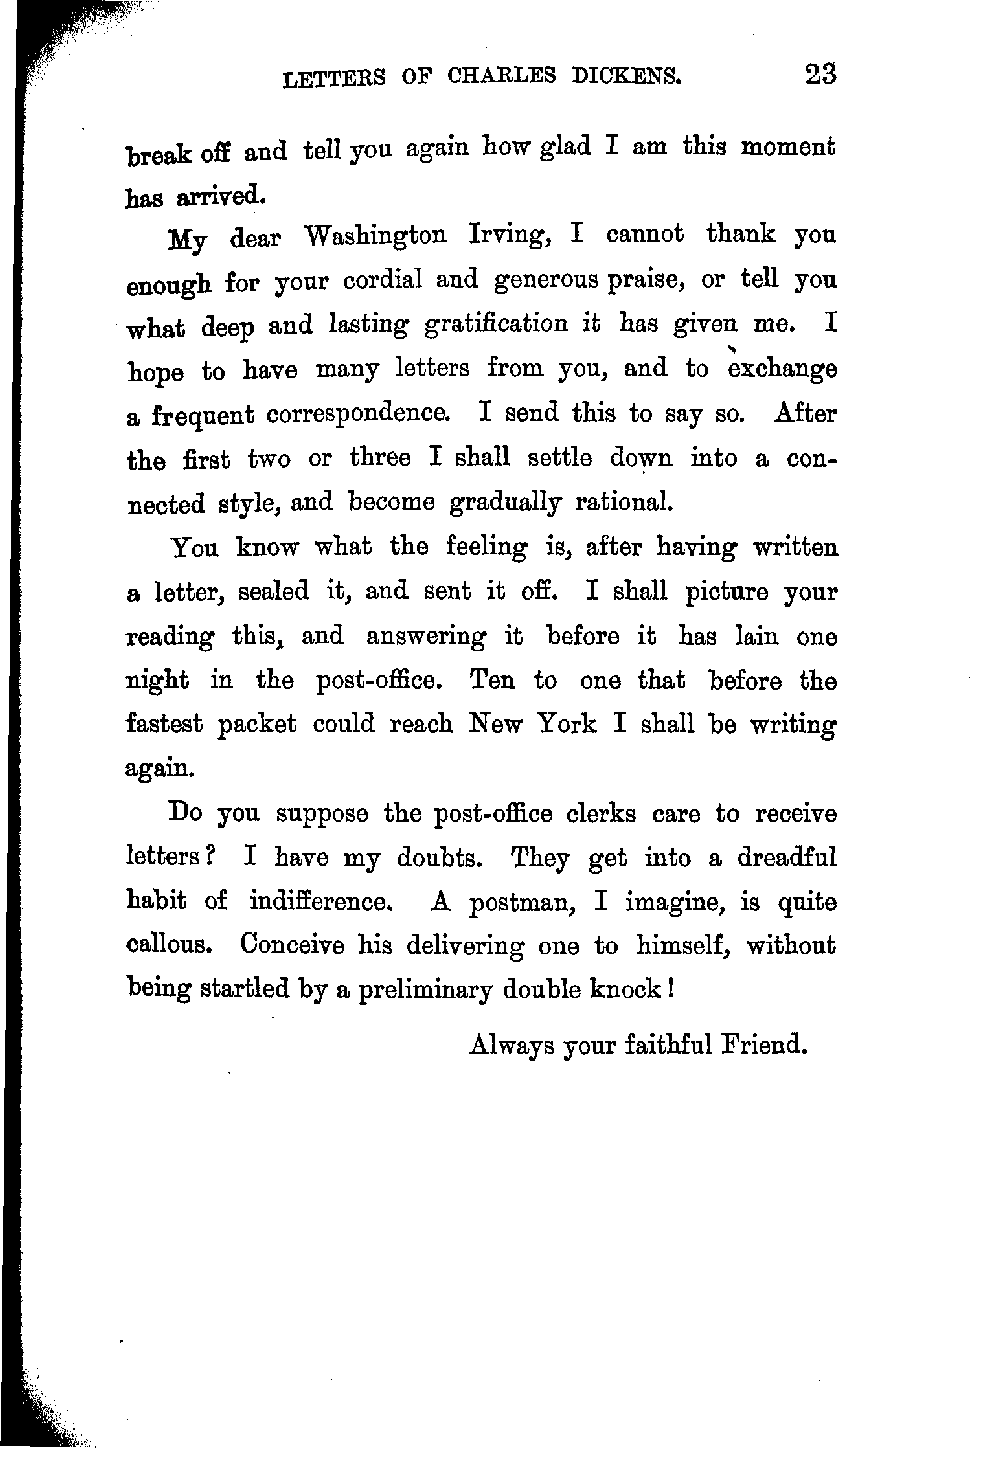 LETTERS OF CHARLES DICKENS. 23
break off and tell you again how glad I am this moment
has arrived.
My dear Washington Irving, I cannot thank you
enough for your cordial and generous praise, or tell you
what deep and lasting gratification it has given me. I
hope to have many letters from you, and to exchange
a frequent correspondence. I send this to say so. After
the first two or three I shall settle down into a con-
nected style, and become gradually rational.
You know what the feeling is, after having written
a letter, sealed it, and sent it off. I shall picture your
reading this, and answering it before it has lain one
night in the post-office. Ten to one that before the
fastest packet could reach New York I shall be writing
again.
Do you suppose the post-office clerks care to receive
letters? I have my doubts. They get into a dreadful
habit of indifference. A postman, I imagine, is quite
callous. Conceive his delivering one to himself, without
being startled by a preliminary double knock!
Always your faithful Friend.